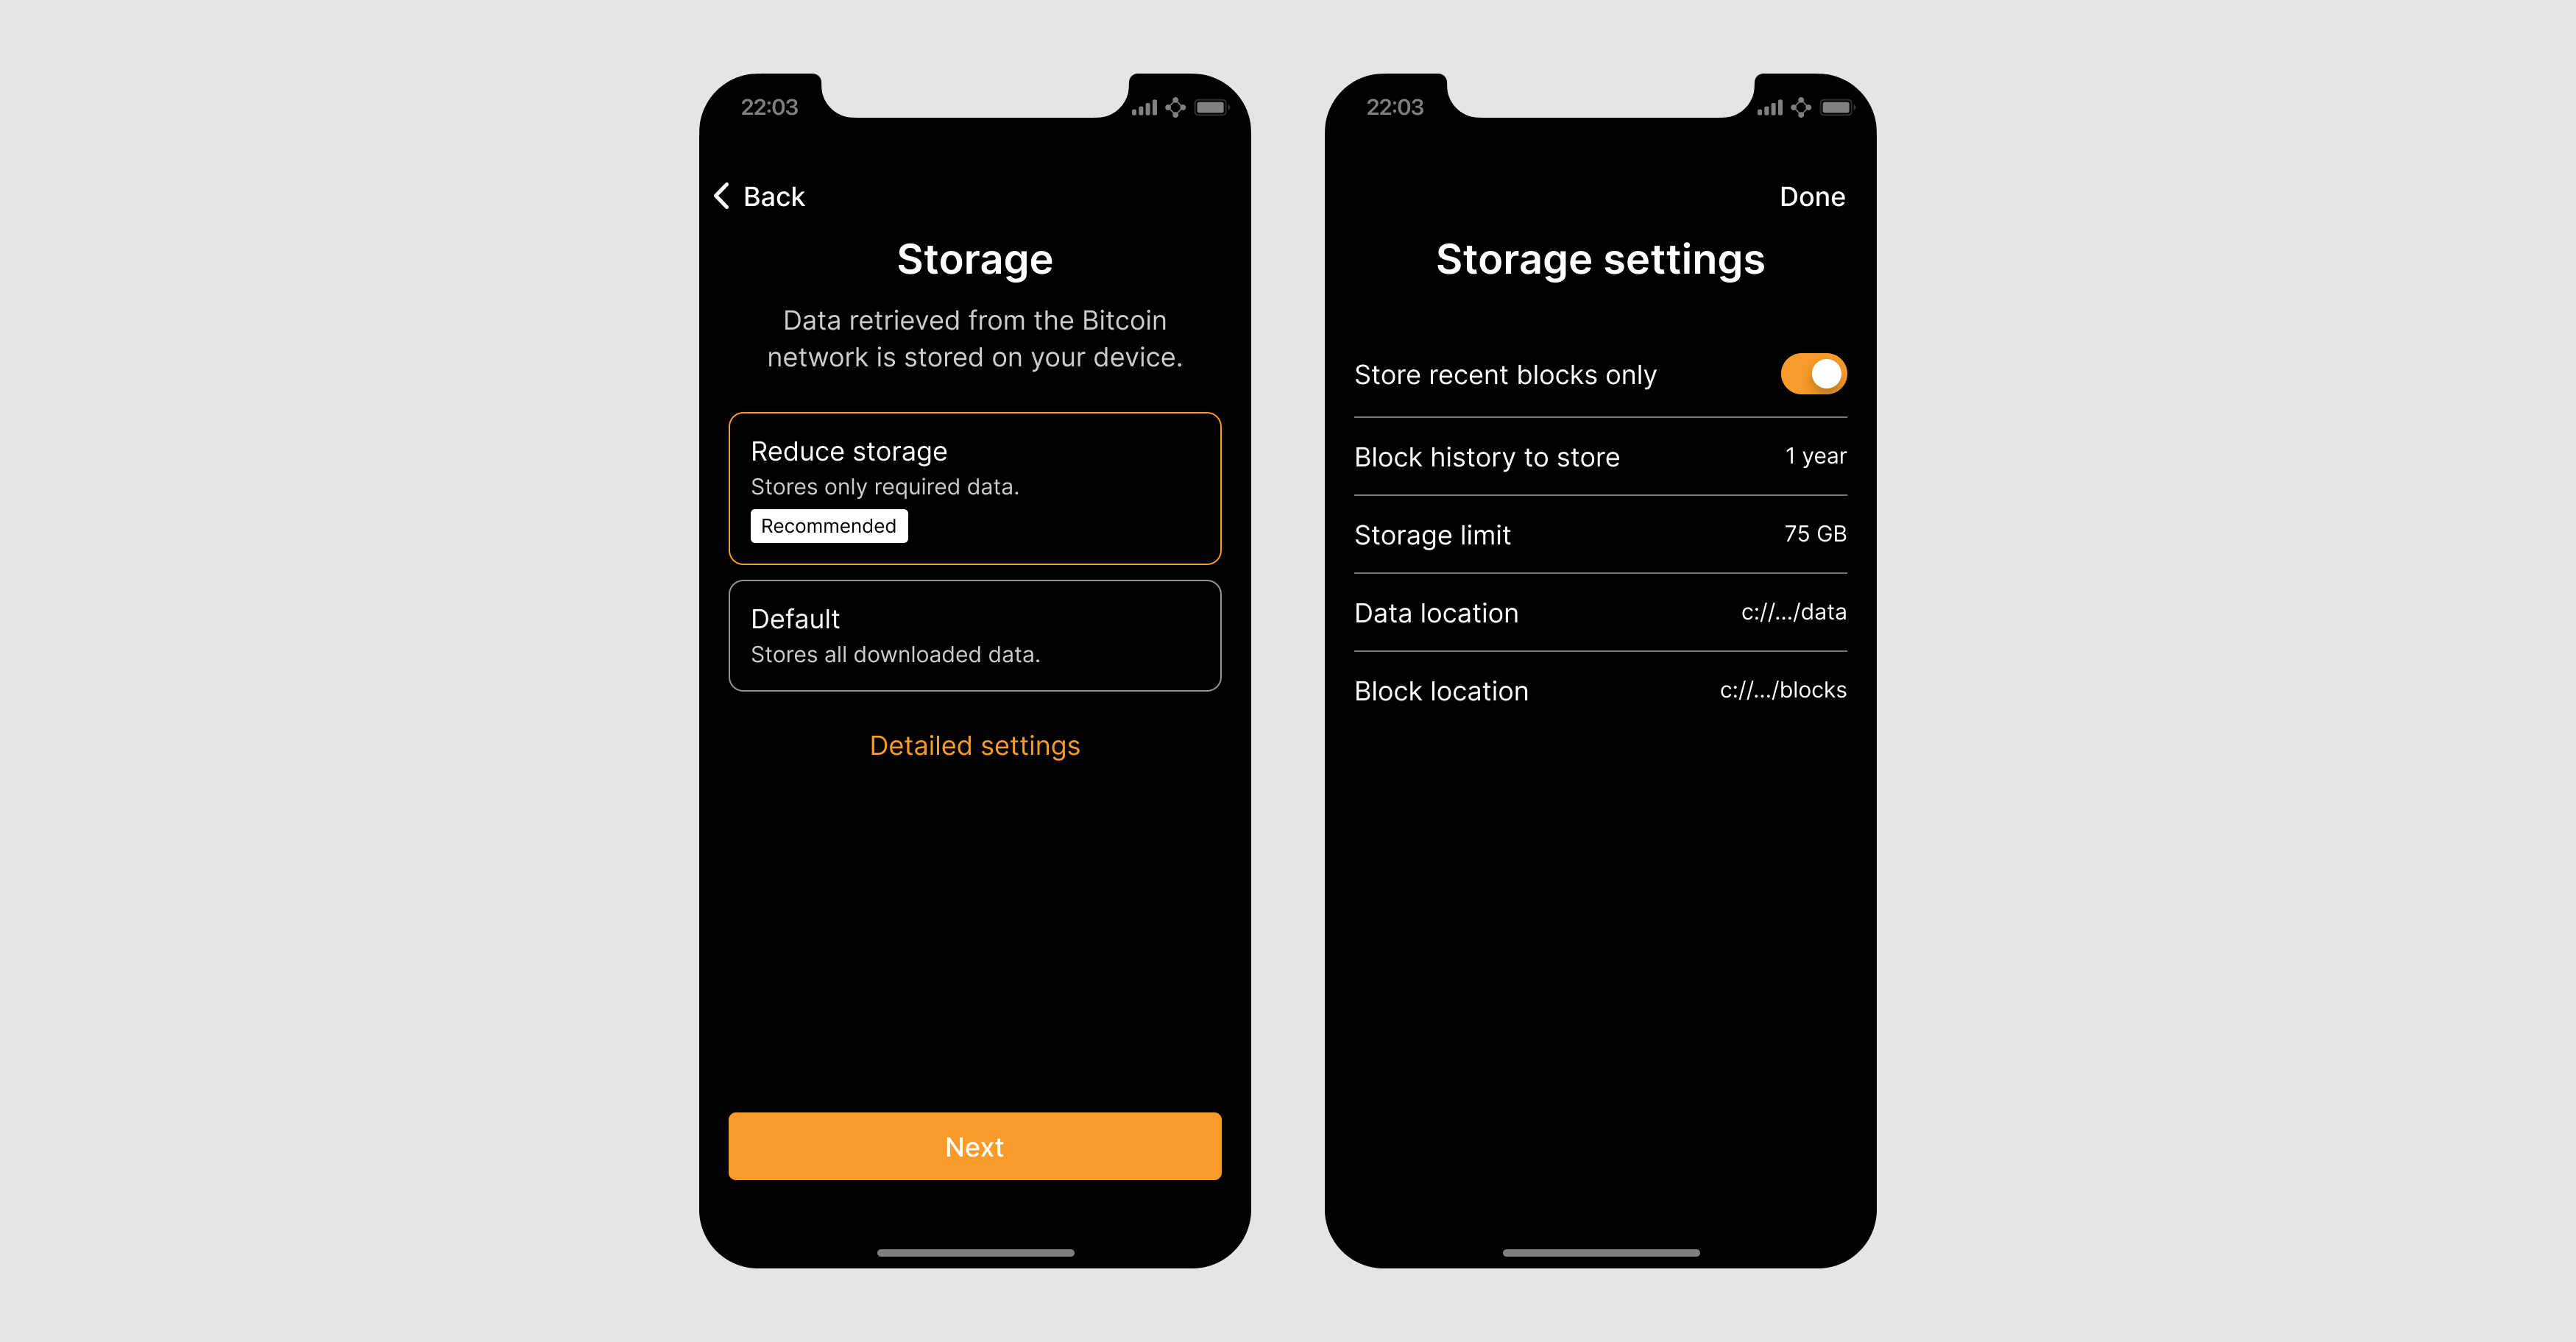 22:03
Back
Storage
Data retrieved from the Bitcoin
network is stored on your device.
Reduce storage
Stores only required data.
Recommended
Default
Stores all downloaded data.
Detailed settings
Next
22:03
Done
Storage settings
Store recent blocks only
Block history to store 1 year
Storage limit 75 GB
Data location c://.../data
Block location c://.../blocks